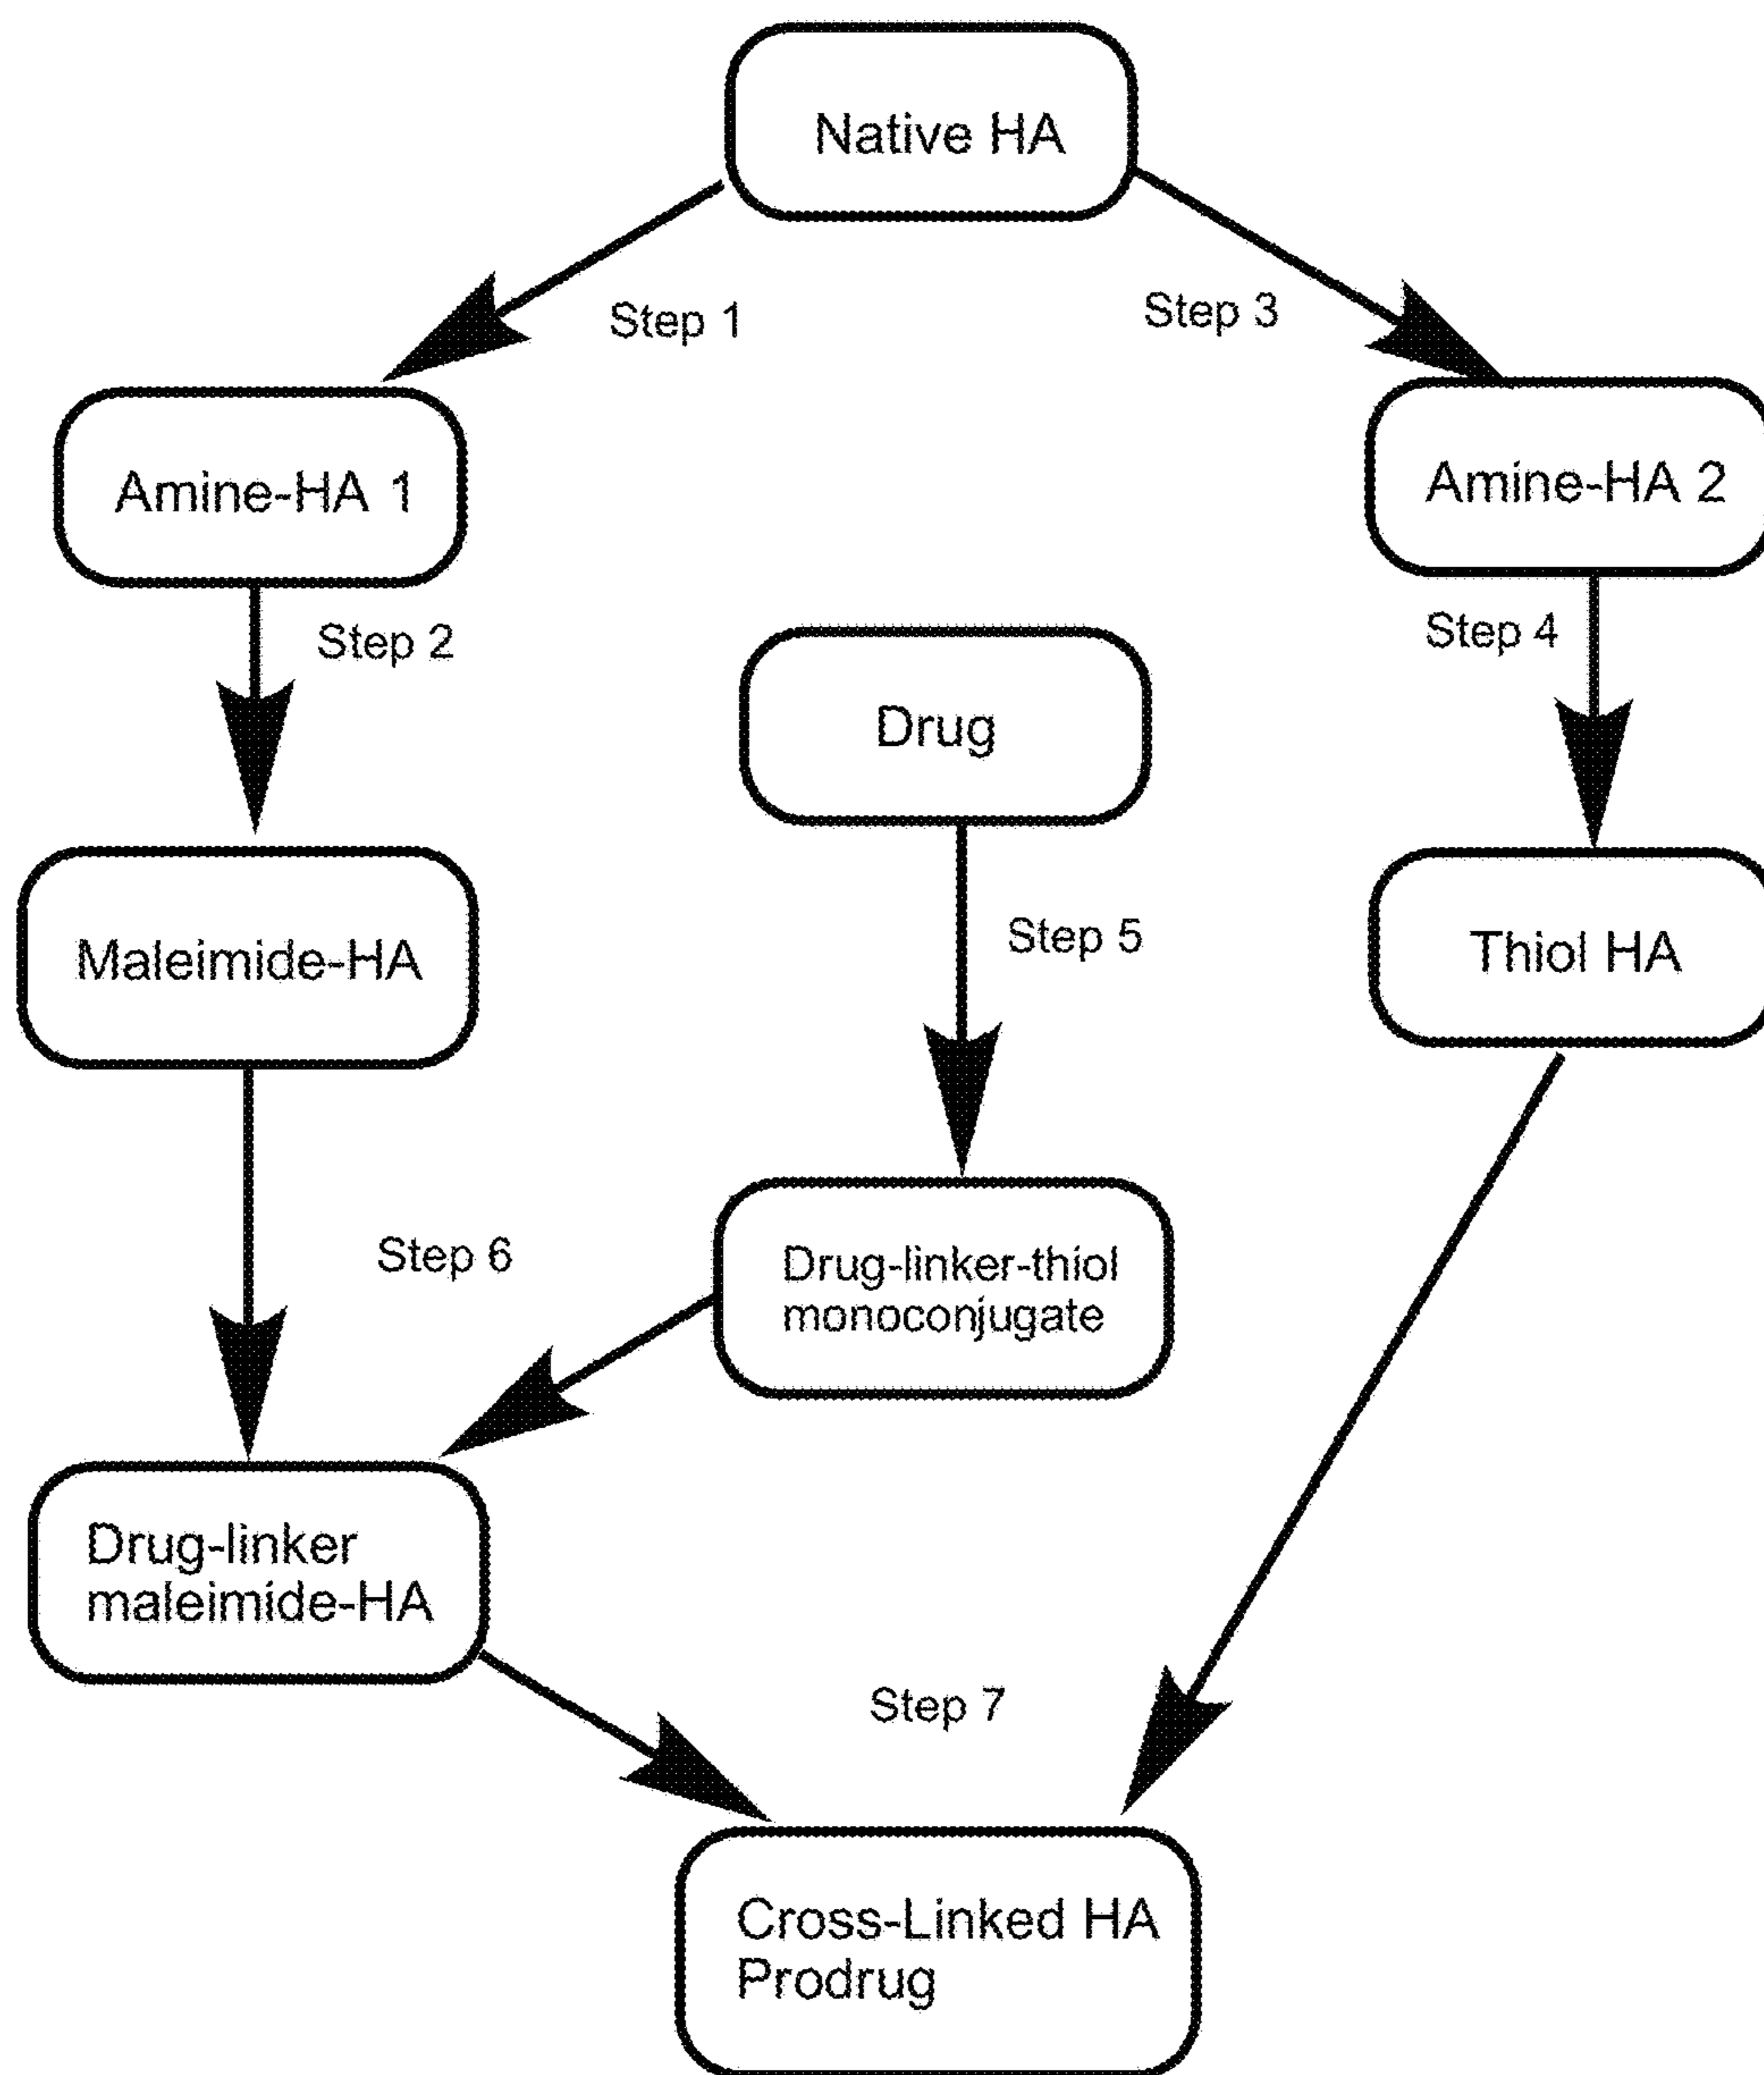 Native HA
Step 1
Step 3
Amine-HA 1
Amine-HA 2
Step 2
Step 4
Drug
Maleimide-HA
Step 5
Thiol HA
Step 6
Drug-linker-thiol
monoconjugate
Drug-linker
maleimide-HA
Step 7
Cross-Linked HA
Prodrug